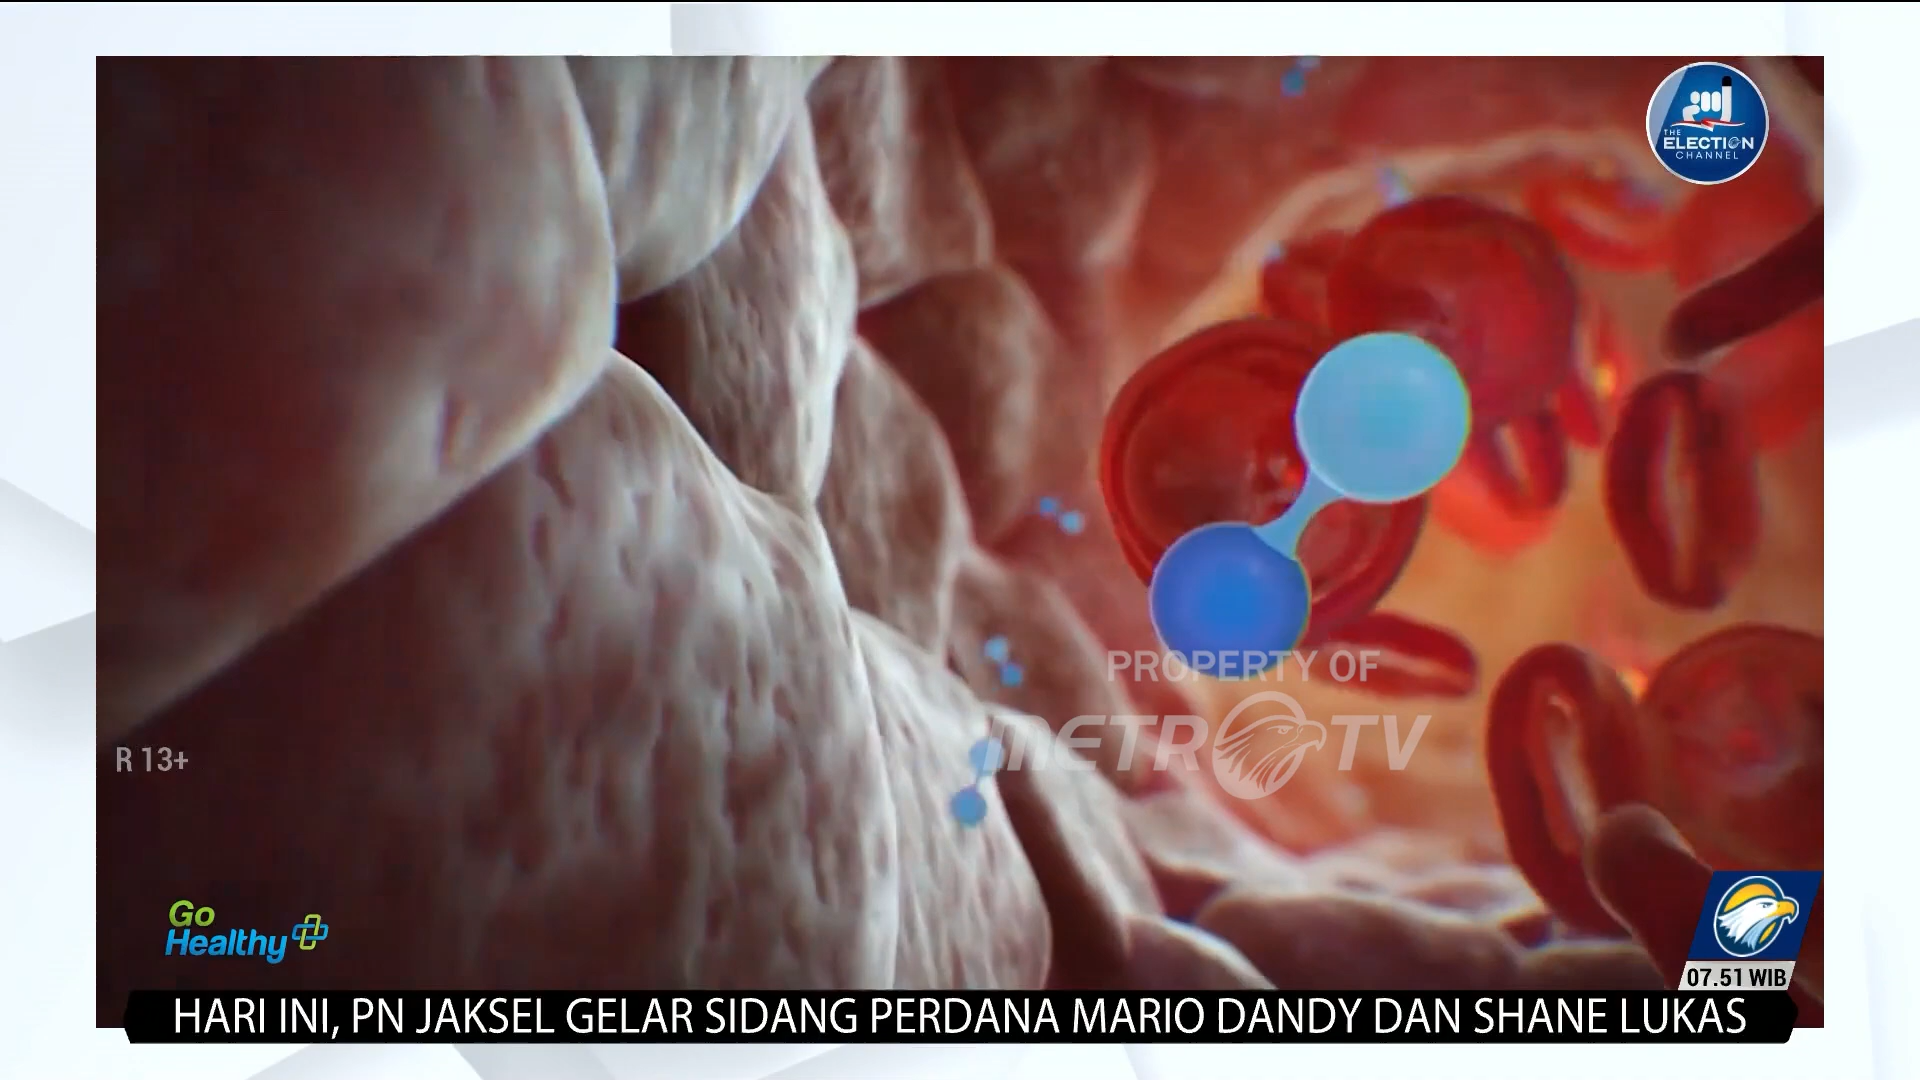 THE
ELECTION
CHANNEL
PROPERTY OF
METRO TV
R 13+
Go
Healthy
07.51 WIB
HARI INI, PN JAKSEL GELAR SIDANG PERDANA MARIO DANDY DAN SHANE LUKAS